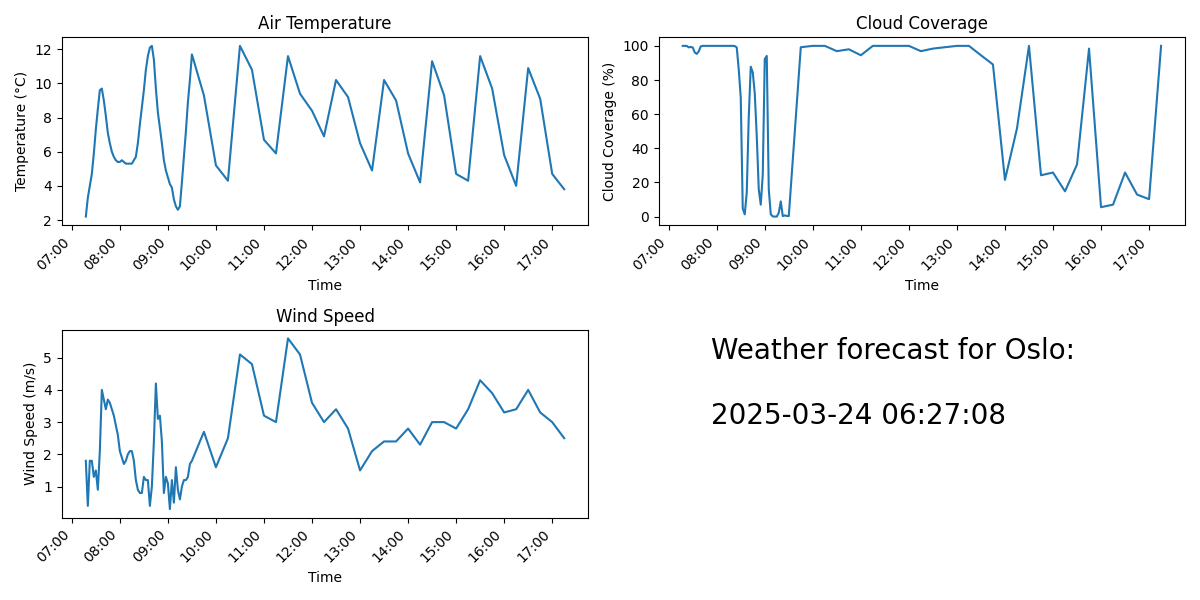 Air Temperature
Temperature (°C)
12
10
8
6
4
2
07:00 08:00 09:00 10:00 11:00 12:00 13:00 14:00 15:00 16:00 17:00
Time
Cloud Coverage
Cloud Coverage (%)
100
80
60
40
20
0
07:00 08:00 09:00 10:00 11:00 12:00 13:00 14:00 15:00 16:00 17:00
Time
Wind Speed
Wind Speed (m/s)
5
4
3
2
1
07:00 08:00 09:00 10:00 11:00 12:00 13:00 14:00 15:00 16:00 17:00
Time
Weather forecast for Oslo:
2025-03-24 06:27:08